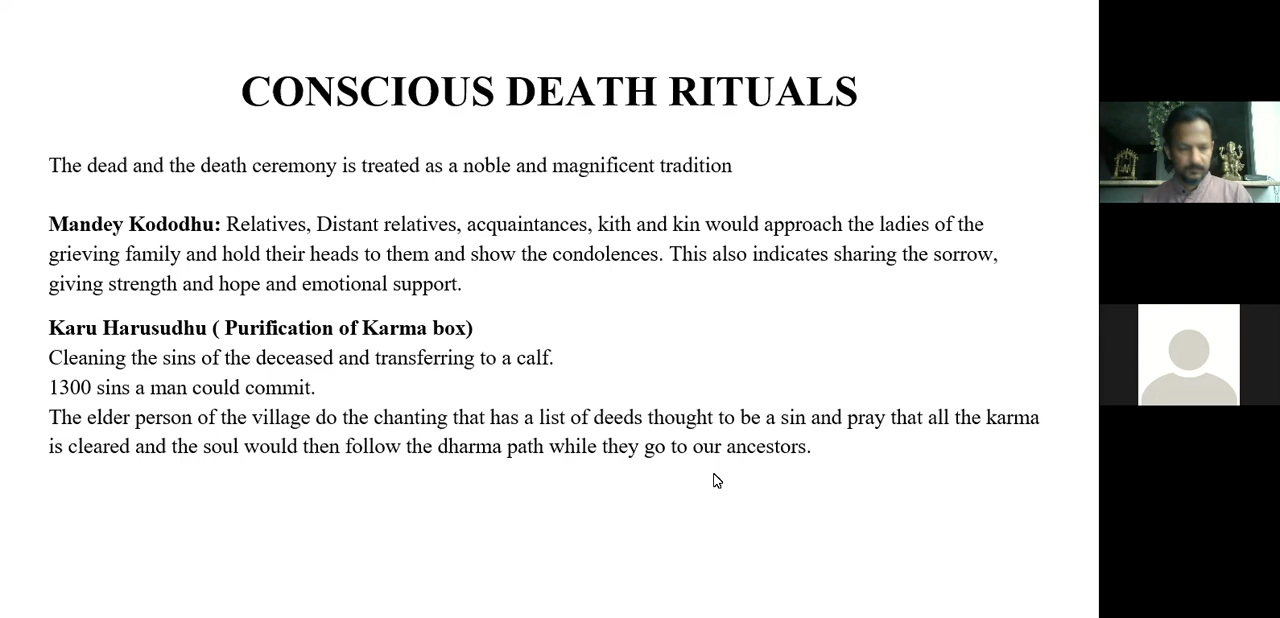 CONSCIOUS DEATH RITUALS
The dead and the death ceremony is treated as a noble and magnificent tradition
Mandey Kododhu: Relatives, Distant relatives, acquaintances, kith and kin would approach the ladies of the
grieving family and hold their heads to them and show the condolences. This also indicates sharing the sorrow,
giving strength and hope and emotional support.
Karu Harusudhu ( Purification of Karma box)
Cleaning the sins of the deceased and transferring to a calf.
1300 sins a man could commit.
The elder person of the village do the chanting that has a list of deeds thought to be a sin and pray that all the karma
is cleared and the soul would then follow the dharma path while they go to our ancestors.